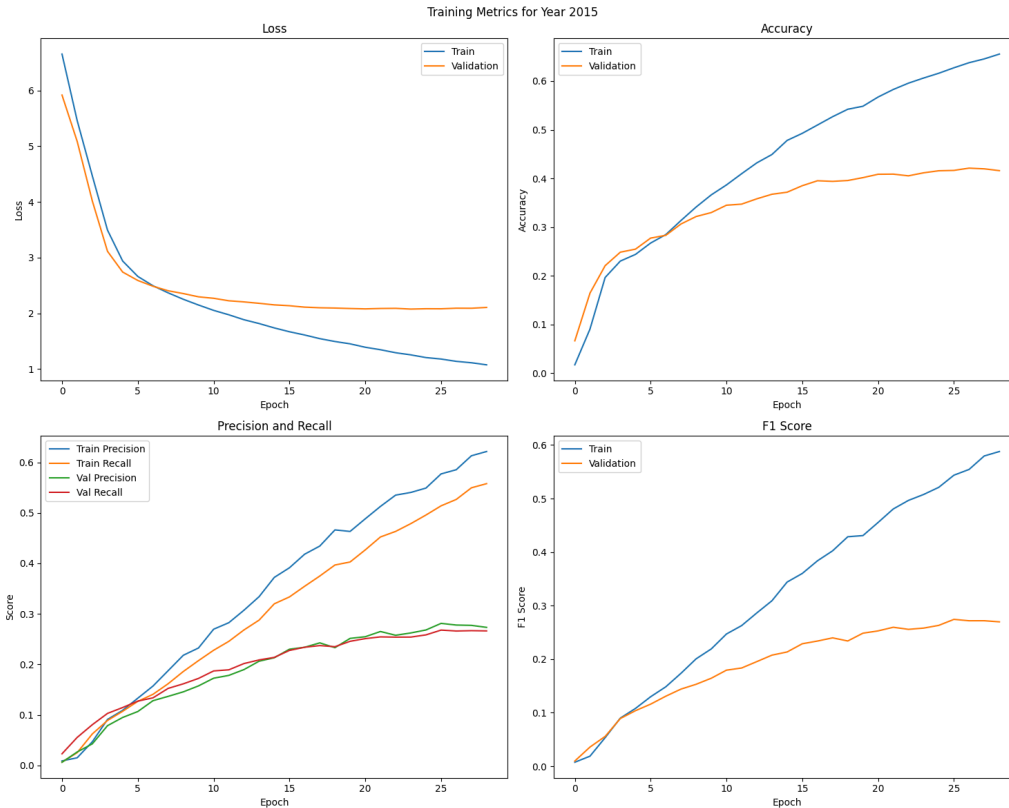 Training Metrics for Year 2015
Loss
Train
Validation
6
5
4
3
2
1
Loss
0 5 10 15 20 25
Epoch
Accuracy
Train
Validation
0.6
0.5
0.4
0.3
0.2
0.1
0.0
Accuracy
0 5 10 15 20 25
Epoch
Precision and Recall
Train Precision
Train Recall
Val Precision
Val Recall
0.6
0.5
0.4
0.3
0.2
0.1
0.0
Score
0 5 10 15 20 25
Epoch
F1 Score
Train
Validation
0.6
0.5
0.4
0.3
0.2
0.1
0.0
F1 Score
0 5 10 15 20 25
Epoch